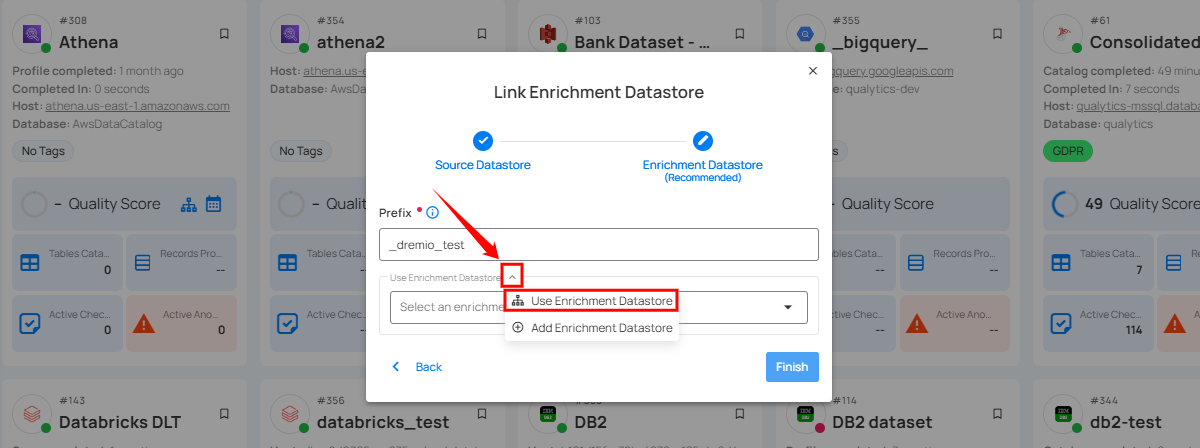 #308
Athena
Profile completed: 1 month ago
Completed In: 0 seconds
Host: athena.us-east-1.amazonaws.com
Database: AwsDataCatalog
No Tags
– Quality Score
Tables Cata...
0
Records Pro...
--
Active Chec...
0
Active Ano...
0
#354
athena2
Host: athena.us-e
Database: AwsDa
No Tags
– Qua
Tables Cata
Active Chec
#103
Bank Dataset - ...
#355
_bigquery_
query.googleapis.com
qualytics-dev
Quality Score
--
Records Pro...
--
--
Active Ano...
--
#61
Consolidated
Catalog completed: 49 minu
Completed In: 7 seconds
Host: qualytics-mssql.databa
Database: qualytics
GDPR
49 Quality Score
Tables Cata...
7
Active Chec...
114
Link Enrichment Datastore
Source Datastore
Enrichment Datastore
(Recommended)
Prefix
_dremio_test
Use Enrichment Datastore
Select an enrichme
Use Enrichment Datastore
Add Enrichment Datastore
Back
Finish
#143
Databricks DLT
#356
databricks_test
DB2
#114
DB2 dataset
#344
db2-test